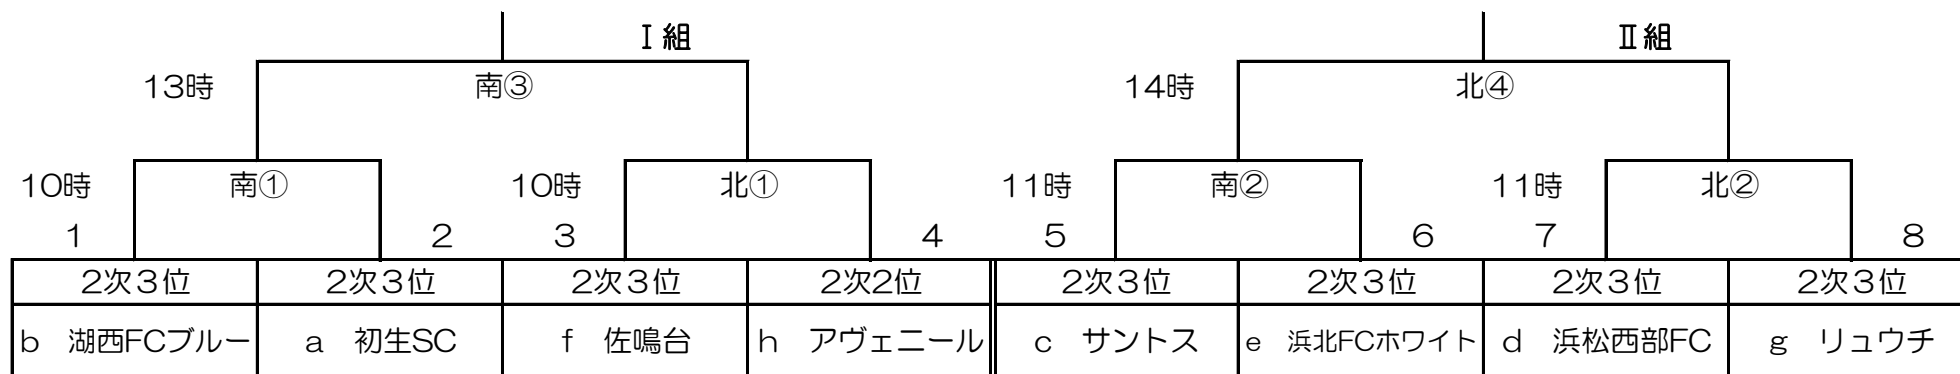 Ⅰ組 Ⅱ組
13時 南③ 14時 北④
10時 南① 10時 北① 11時 南② 11時 北②
1 2 3 4 5 6 7 8
2次3位 2次3位 2次3位 2次2位 2次3位 2次3位 2次3位 2次3位
b 湖西FCブルー a 初生SC f 佐鳴台 h アヴェニール c サントス e 浜北FCホワイト d 浜松西部FC g リュウチ